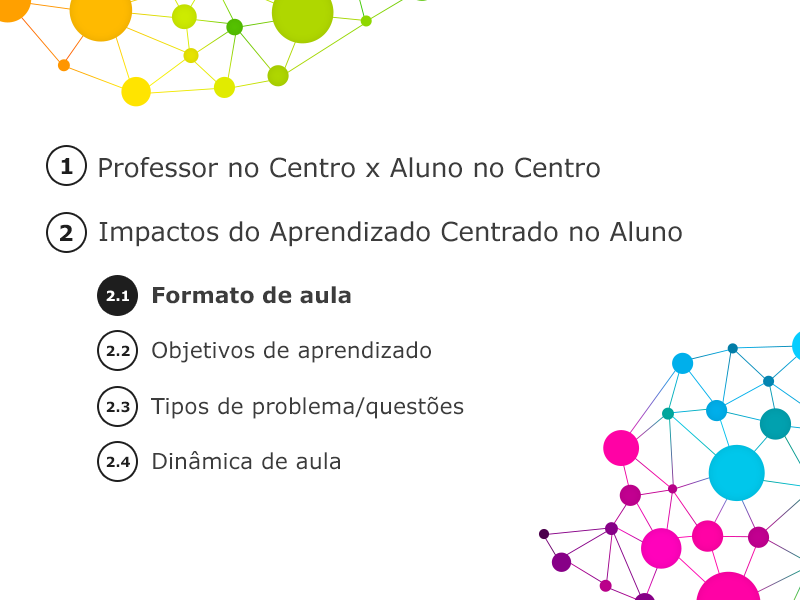 1 Professor no Centro x Aluno no Centro
2 Impactos do Aprendizado Centrado no Aluno
2.1 Formato de aula
2.2 Objetivos de aprendizado
2.3 Tipos de problema/questões
2.4 Dinâmica de aula